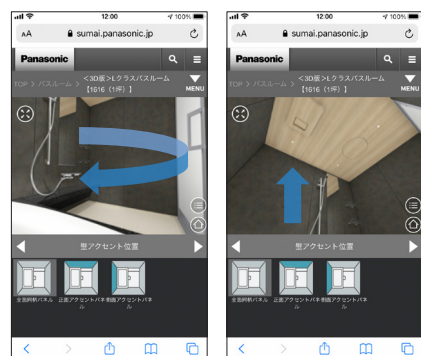 12:00
100%
AA
sumai.panasonic.jp
Panasonic
TOP > バスルーム >
<3D版>Lクラスバスルーム
【1616（1坪）】
MENU
壁アクセント位置
全面同柄パネル
正面アクセントパネ
ル
側面アクセントパ
ネル
12:00
100%
AA
sumai.panasonic.jp
Panasonic
TOP > バスルーム >
<3D版>Lクラスバスルーム
【1616（1坪）】
MENU
壁アクセント位置
全面同柄パネル
正面アクセントパネ
ル
側面アクセントパ
ネル